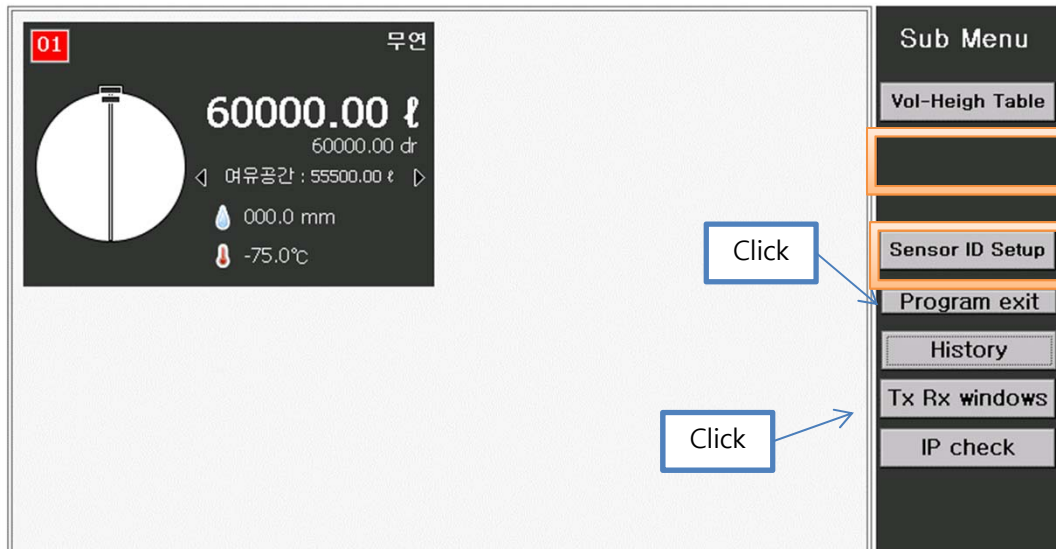 01
무연
60000.00 ℓ
60000.00 dr
여유공간 : 55500.00 ℓ
000.0 mm
-75.0℃
Click
Click
Sub Menu
Vol-Heigh Table
Sensor ID Setup
Program exit
History
Tx Rx windows
IP check